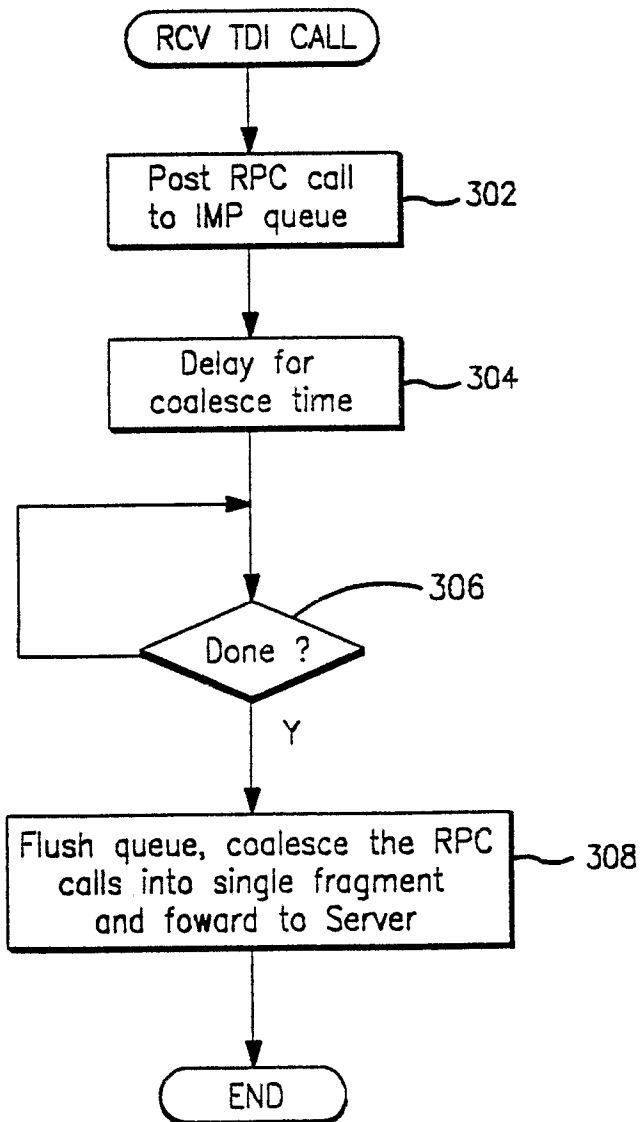 RCV TDI CALL
Post RPC call
to IMP queue
302
Delay for
coalesce time
304
306
Done ?
Y
Flush queue, coalesce the RPC
calls into single fragment
and foward to Server
308
END